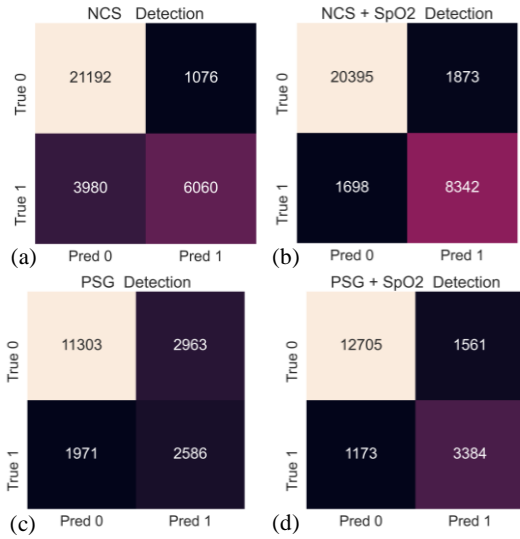 NCS Detection
True 0
21192 1076
True 1
3980 6060
Pred 0 Pred 1
(a)
NCS + SpO2 Detection
True 0
20395 1873
True 1
1698 8342
Pred 0 Pred 1
(b)
PSG Detection
True 0
11303 2963
True 1
1971 2586
Pred 0 Pred 1
(c)
PSG + SpO2 Detection
True 0
12705 1561
True 1
1173 3384
Pred 0 Pred 1
(d)